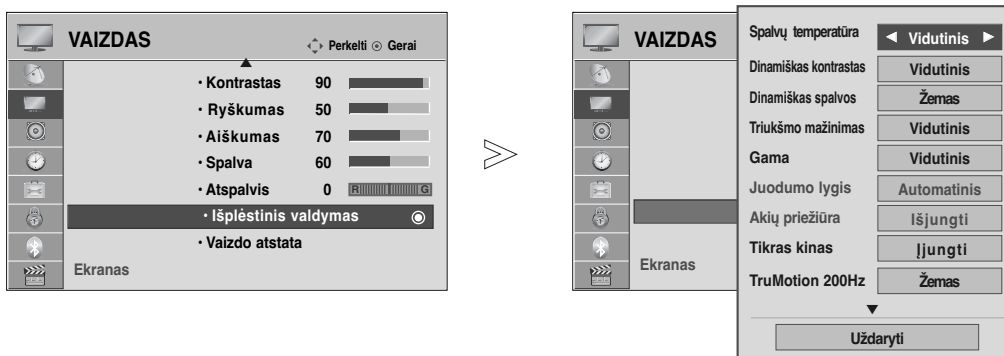 VAIZDAS
Perkelti Gerai
• Kontrastas 90
• Ryškumas 50
• Aiškumas 70
• Spalva 60
• Atspalvis 0 R G
• Išplėstinis valdymas
• Vaizdo atstata
Ekranas
VAIZDAS
Ekranas
Spalvų temperatūra ◄ Vidutinis ►
Dinamiškas kontrastas Vidutinis
Dinamiškas spalvos Žemas
Triukšmo mažinimas Vidutinis
Gama Vidutinis
Juodumo lygis Automatinis
Akių priežiūra Išjungti
Tikras kinas Įjungti
TruMotion 200Hz Žemas
Uždaryti